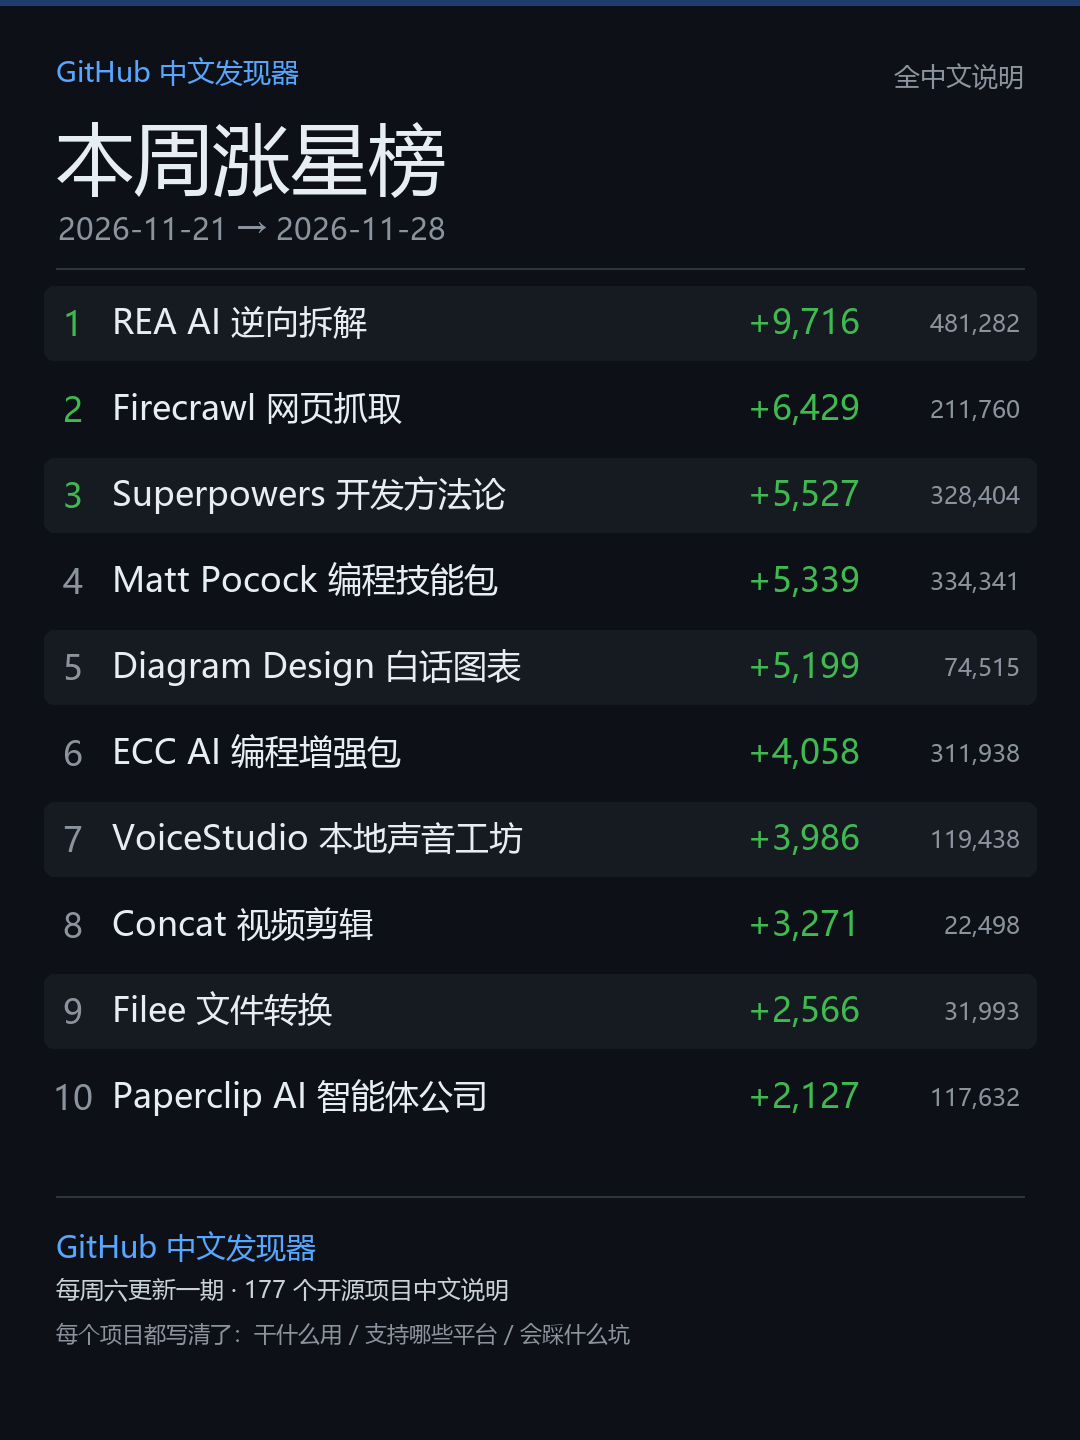 GitHub 中文发现器
全中文说明
本周涨星榜
2026-11-21 → 2026-11-28
1 REA AI 逆向拆解 +9,716 481,282
2 Firecrawl 网页抓取 +6,429 211,760
3 Superpowers 开发方法论 +5,527 328,404
4 Matt Pocock 编程技能包 +5,339 334,341
5 Diagram Design 白话图表 +5,199 74,515
6 ECC AI 编程增强包 +4,058 311,938
7 VoiceStudio 本地声音工坊 +3,986 119,438
8 Concat 视频剪辑 +3,271 22,498
9 Filee 文件转换 +2,566 31,993
10 Paperclip AI 智能体公司 +2,127 117,632
GitHub 中文发现器
每周六更新一期 · 177 个开源项目中文说明
每个项目都写清了：干什么用 / 支持哪些平台 / 会踩什么坑